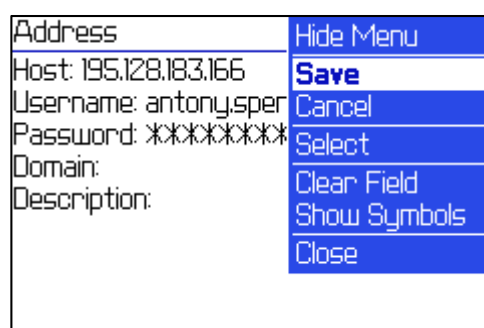 Address
Host: 195.128.183.166
Username: antony.sper
Password: ********
Domain:
Description:
Hide Menu
Save
Cancel
Select
Clear Field
Show Symbols
Close